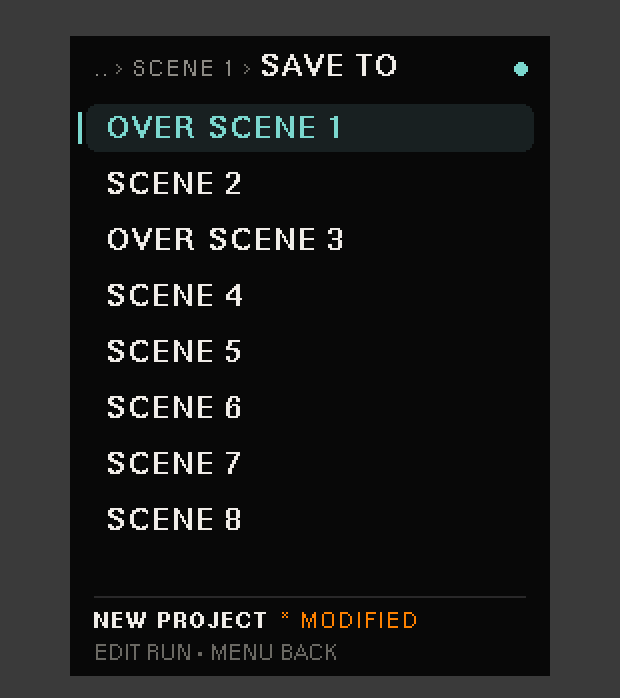 ..› SCENE 1 › SAVE TO
OVER SCENE 1
SCENE 2
OVER SCENE 3
SCENE 4
SCENE 5
SCENE 6
SCENE 7
SCENE 8
NEW PROJECT * MODIFIED
EDIT RUN • MENU BACK